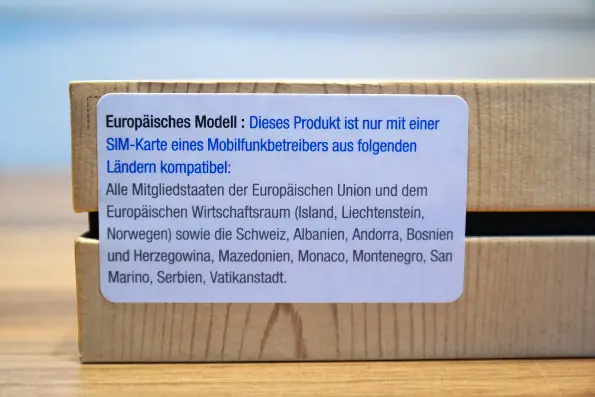 Europäisches Modell : Dieses Produkt ist nur mit einer
SIM-Karte eines Mobilfunkbetreibers aus folgenden
Ländern kompatibel:
Alle Mitgliedstaaten der Europäischen Union und dem
Europäischen Wirtschaftsraum (Island, Liechtenstein,
Norwegen) sowie die Schweiz, Albanien, Andorra, Bosnien
und Herzegowina, Mazedonien, Monaco, Montenegro, San
Marino, Serbien, Vatikanstadt.